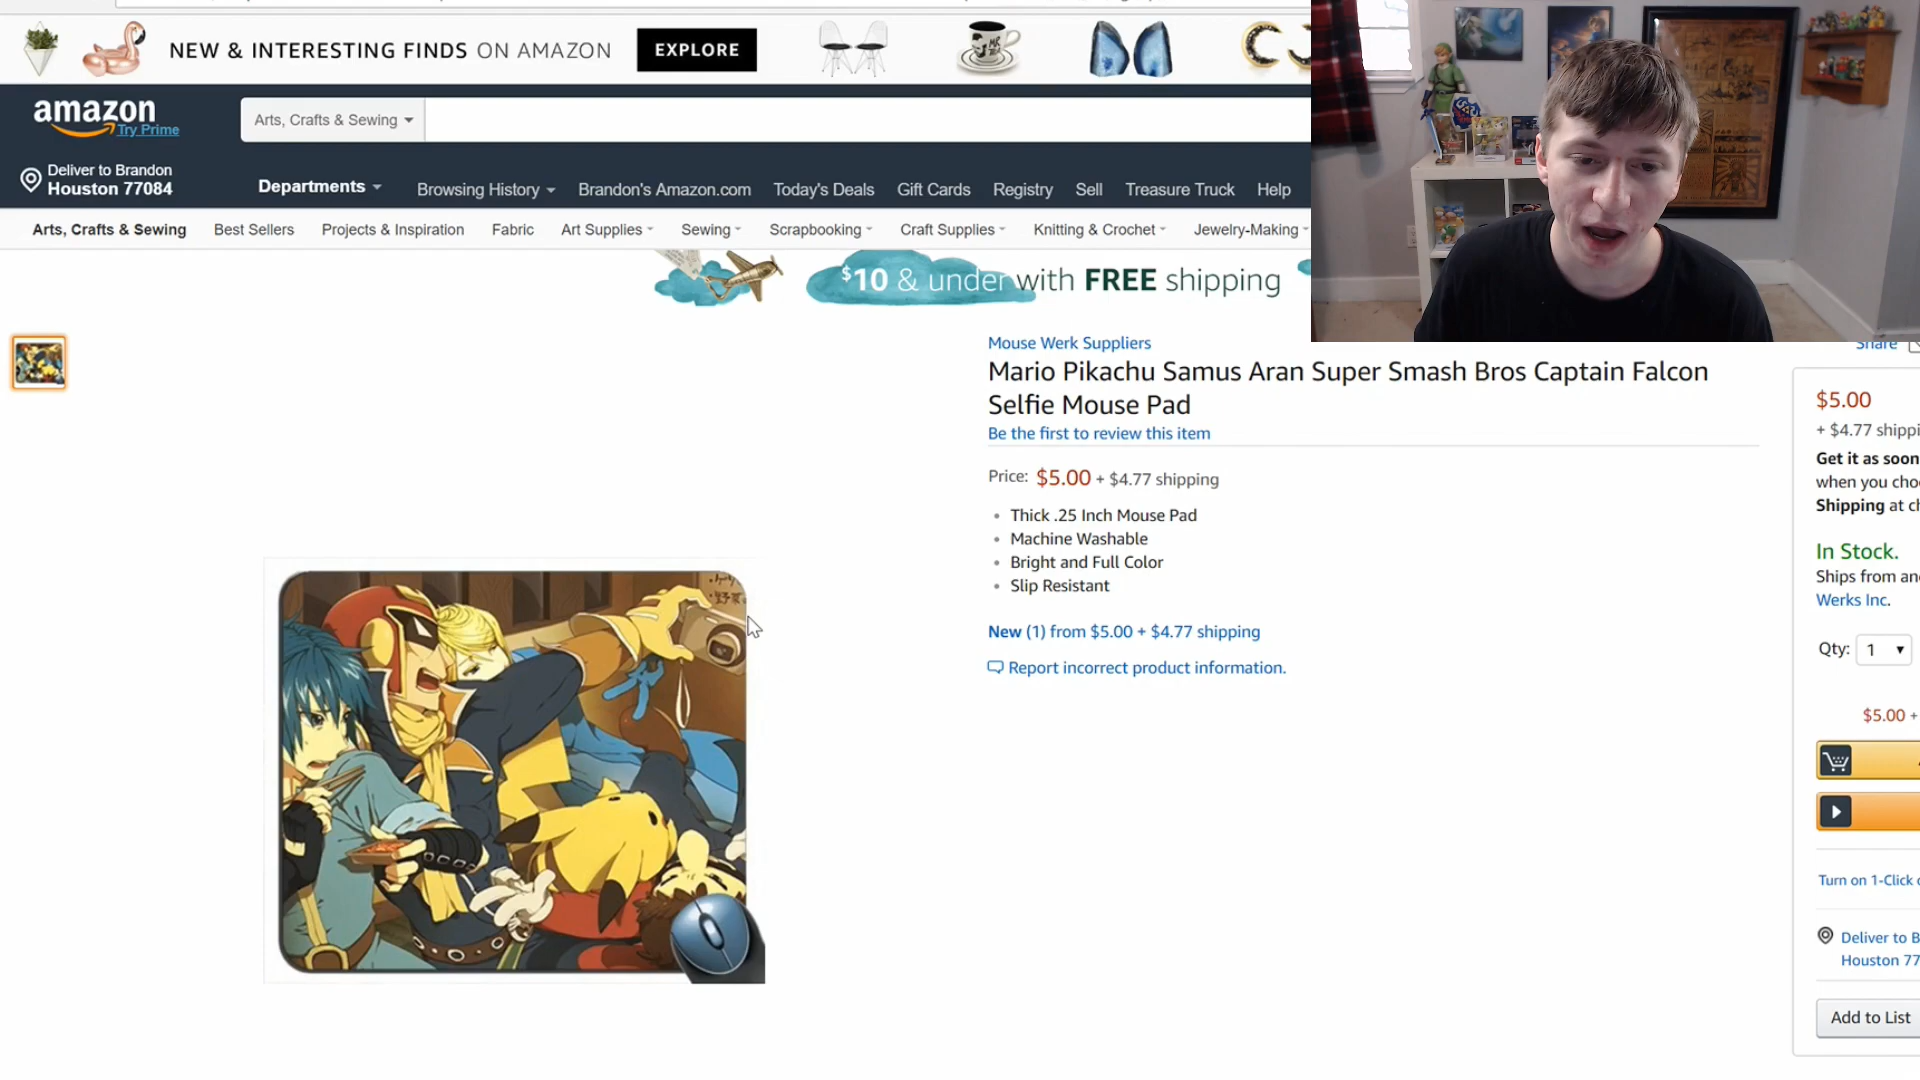 NEW & INTERESTING FINDS ON AMAZON
EXPLORE
amazon
Try Prime
Arts, Crafts & Sewing
Deliver to Brandon
Houston 77084
Departments
Browsing History
Brandon's Amazon.com
Today's Deals
Gift Cards
Registry
Sell
Treasure Truck
Help
Arts, Crafts & Sewing
Best Sellers
Projects & Inspiration
Fabric
Art Supplies
Sewing
Scrapbooking
Craft Supplies
Knitting & Crochet
Jewelry-Making
$10 & under with FREE shipping
Share
Mouse Werk Suppliers
Mario Pikachu Samus Aran Super Smash Bros Captain Falcon
Selfie Mouse Pad
Be the first to review this item
Price: $5.00 + $4.77 shipping
Thick .25 Inch Mouse Pad
Machine Washable
Bright and Full Color
Slip Resistant
New (1) from $5.00 + $4.77 shipping
Report incorrect product information.
$5.00
+ $4.77 shippi
Get it as soon
when you cho
Shipping at ch
In Stock.
Ships from an
Werks Inc.
Qty: 1
$5.00 +
Turn on 1-Click
Deliver to B
Houston 77
Add to List